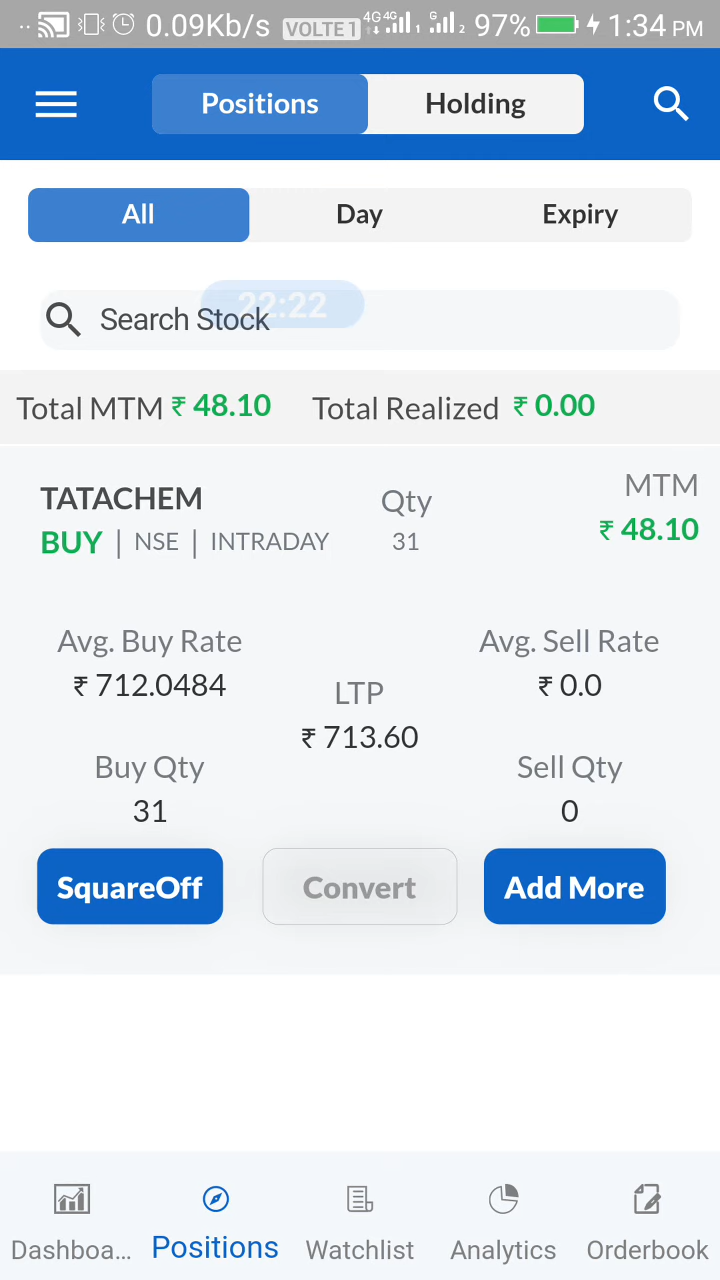 0.09Kb/s VOLTE 1 4G 4G 1 G 2 97% 1:34 PM
Positions Holding
All Day Expiry
22:22
Search Stock
Total MTM ₹ 48.10 Total Realized ₹ 0.00
TATACHEM Qty MTM
BUY | NSE | INTRADAY 31 ₹ 48.10
Avg. Buy Rate Avg. Sell Rate
₹ 712.0484 LTP ₹ 0.0
₹ 713.60
Buy Qty Sell Qty
31 0
SquareOff Convert Add More
Dashboa... Positions Watchlist Analytics Orderbook